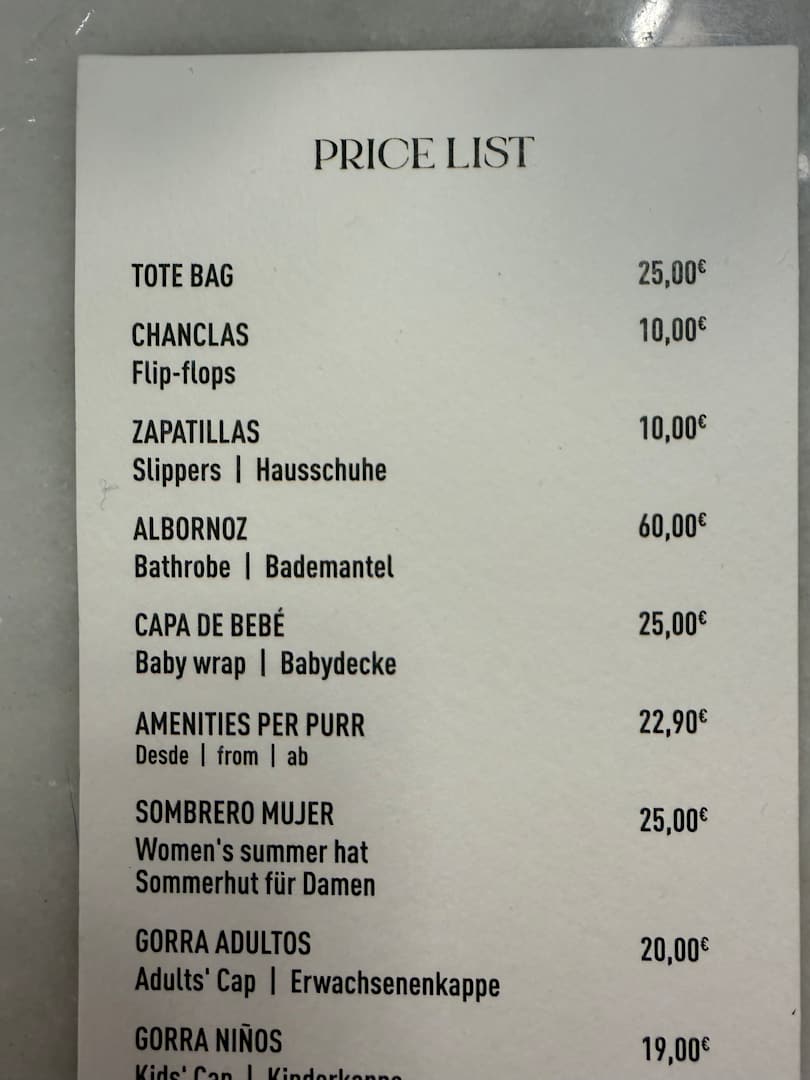 PRICE LIST
TOTE BAG 25,00€
CHANCLAS 10,00€
Flip-flops
ZAPATILLAS 10,00€
Slippers | Hausschuhe
ALBORNOZ 60,00€
Bathrobe | Bademantel
CAPA DE BEBÉ 25,00€
Baby wrap | Babydecke
AMENITIES PER PURR 22,90€
Desde | from | ab
SOMBRERO MUJER 25,00€
Women's summer hat
Sommerhut für Damen
GORRA ADULTOS 20,00€
Adults' Cap | Erwachsenenkappe
GORRA NIÑOS 19,00€
Kids' Cap | Kinderkappe